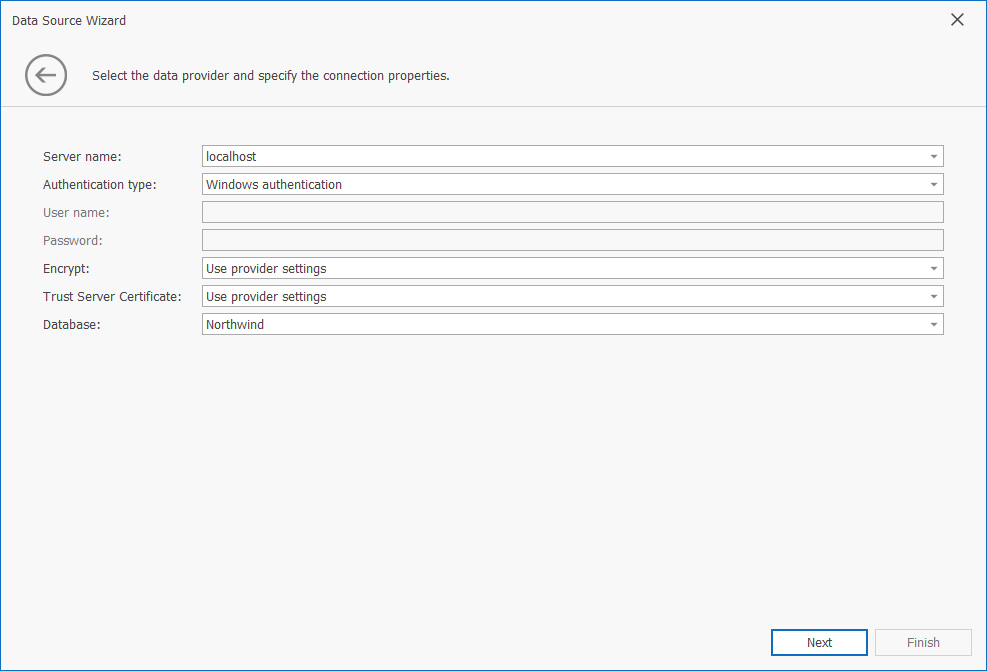 Data Source Wizard
Select the data provider and specify the connection properties.
Server name: localhost
Authentication type: Windows authentication
User name:
Password:
Encrypt: Use provider settings
Trust Server Certificate: Use provider settings
Database: Northwind
Next Finish